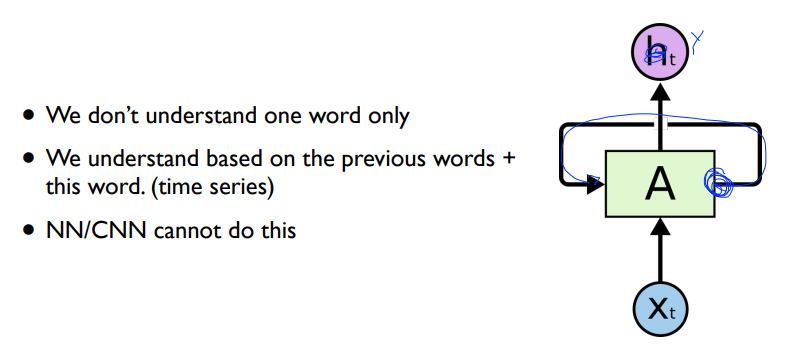 • We don't understand one word only
• We understand based on the previous words +
this word. (time series)
• NN/CNN cannot do this
ht
Y
A
xt